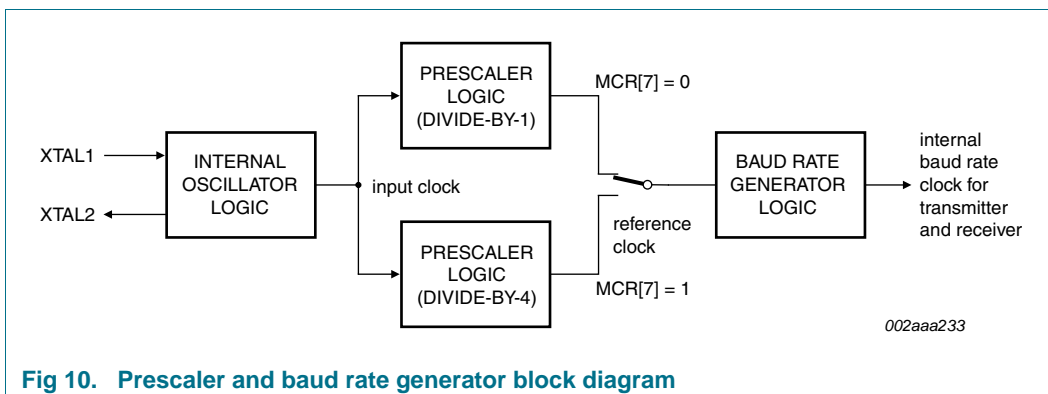 XTAL1
XTAL2
INTERNAL
OSCILLATOR
LOGIC
input clock
PRESCALER
LOGIC
(DIVIDE-BY-1)
MCR[7] = 0
PRESCALER
LOGIC
(DIVIDE-BY-4)
MCR[7] = 1
reference
clock
BAUD RATE
GENERATOR
LOGIC
internal
baud rate
clock for
transmitter
and receiver
002aaa233
Fig 10. Prescaler and baud rate generator block diagram